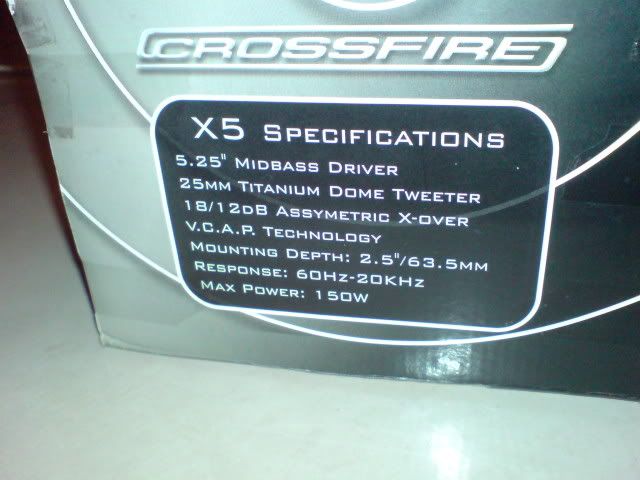 CROSSFIRE
X5 SPECIFICATIONS
5.25" MIDBASS DRIVER
25MM TITANIUM DOME TWEETER
18/12DB ASSYMETRIC X-OVER
V.C.A.P. TECHNOLOGY
MOUNTING DEPTH: 2.5"/63.5MM
RESPONSE: 60HZ-20KHZ
MAX POWER: 150W